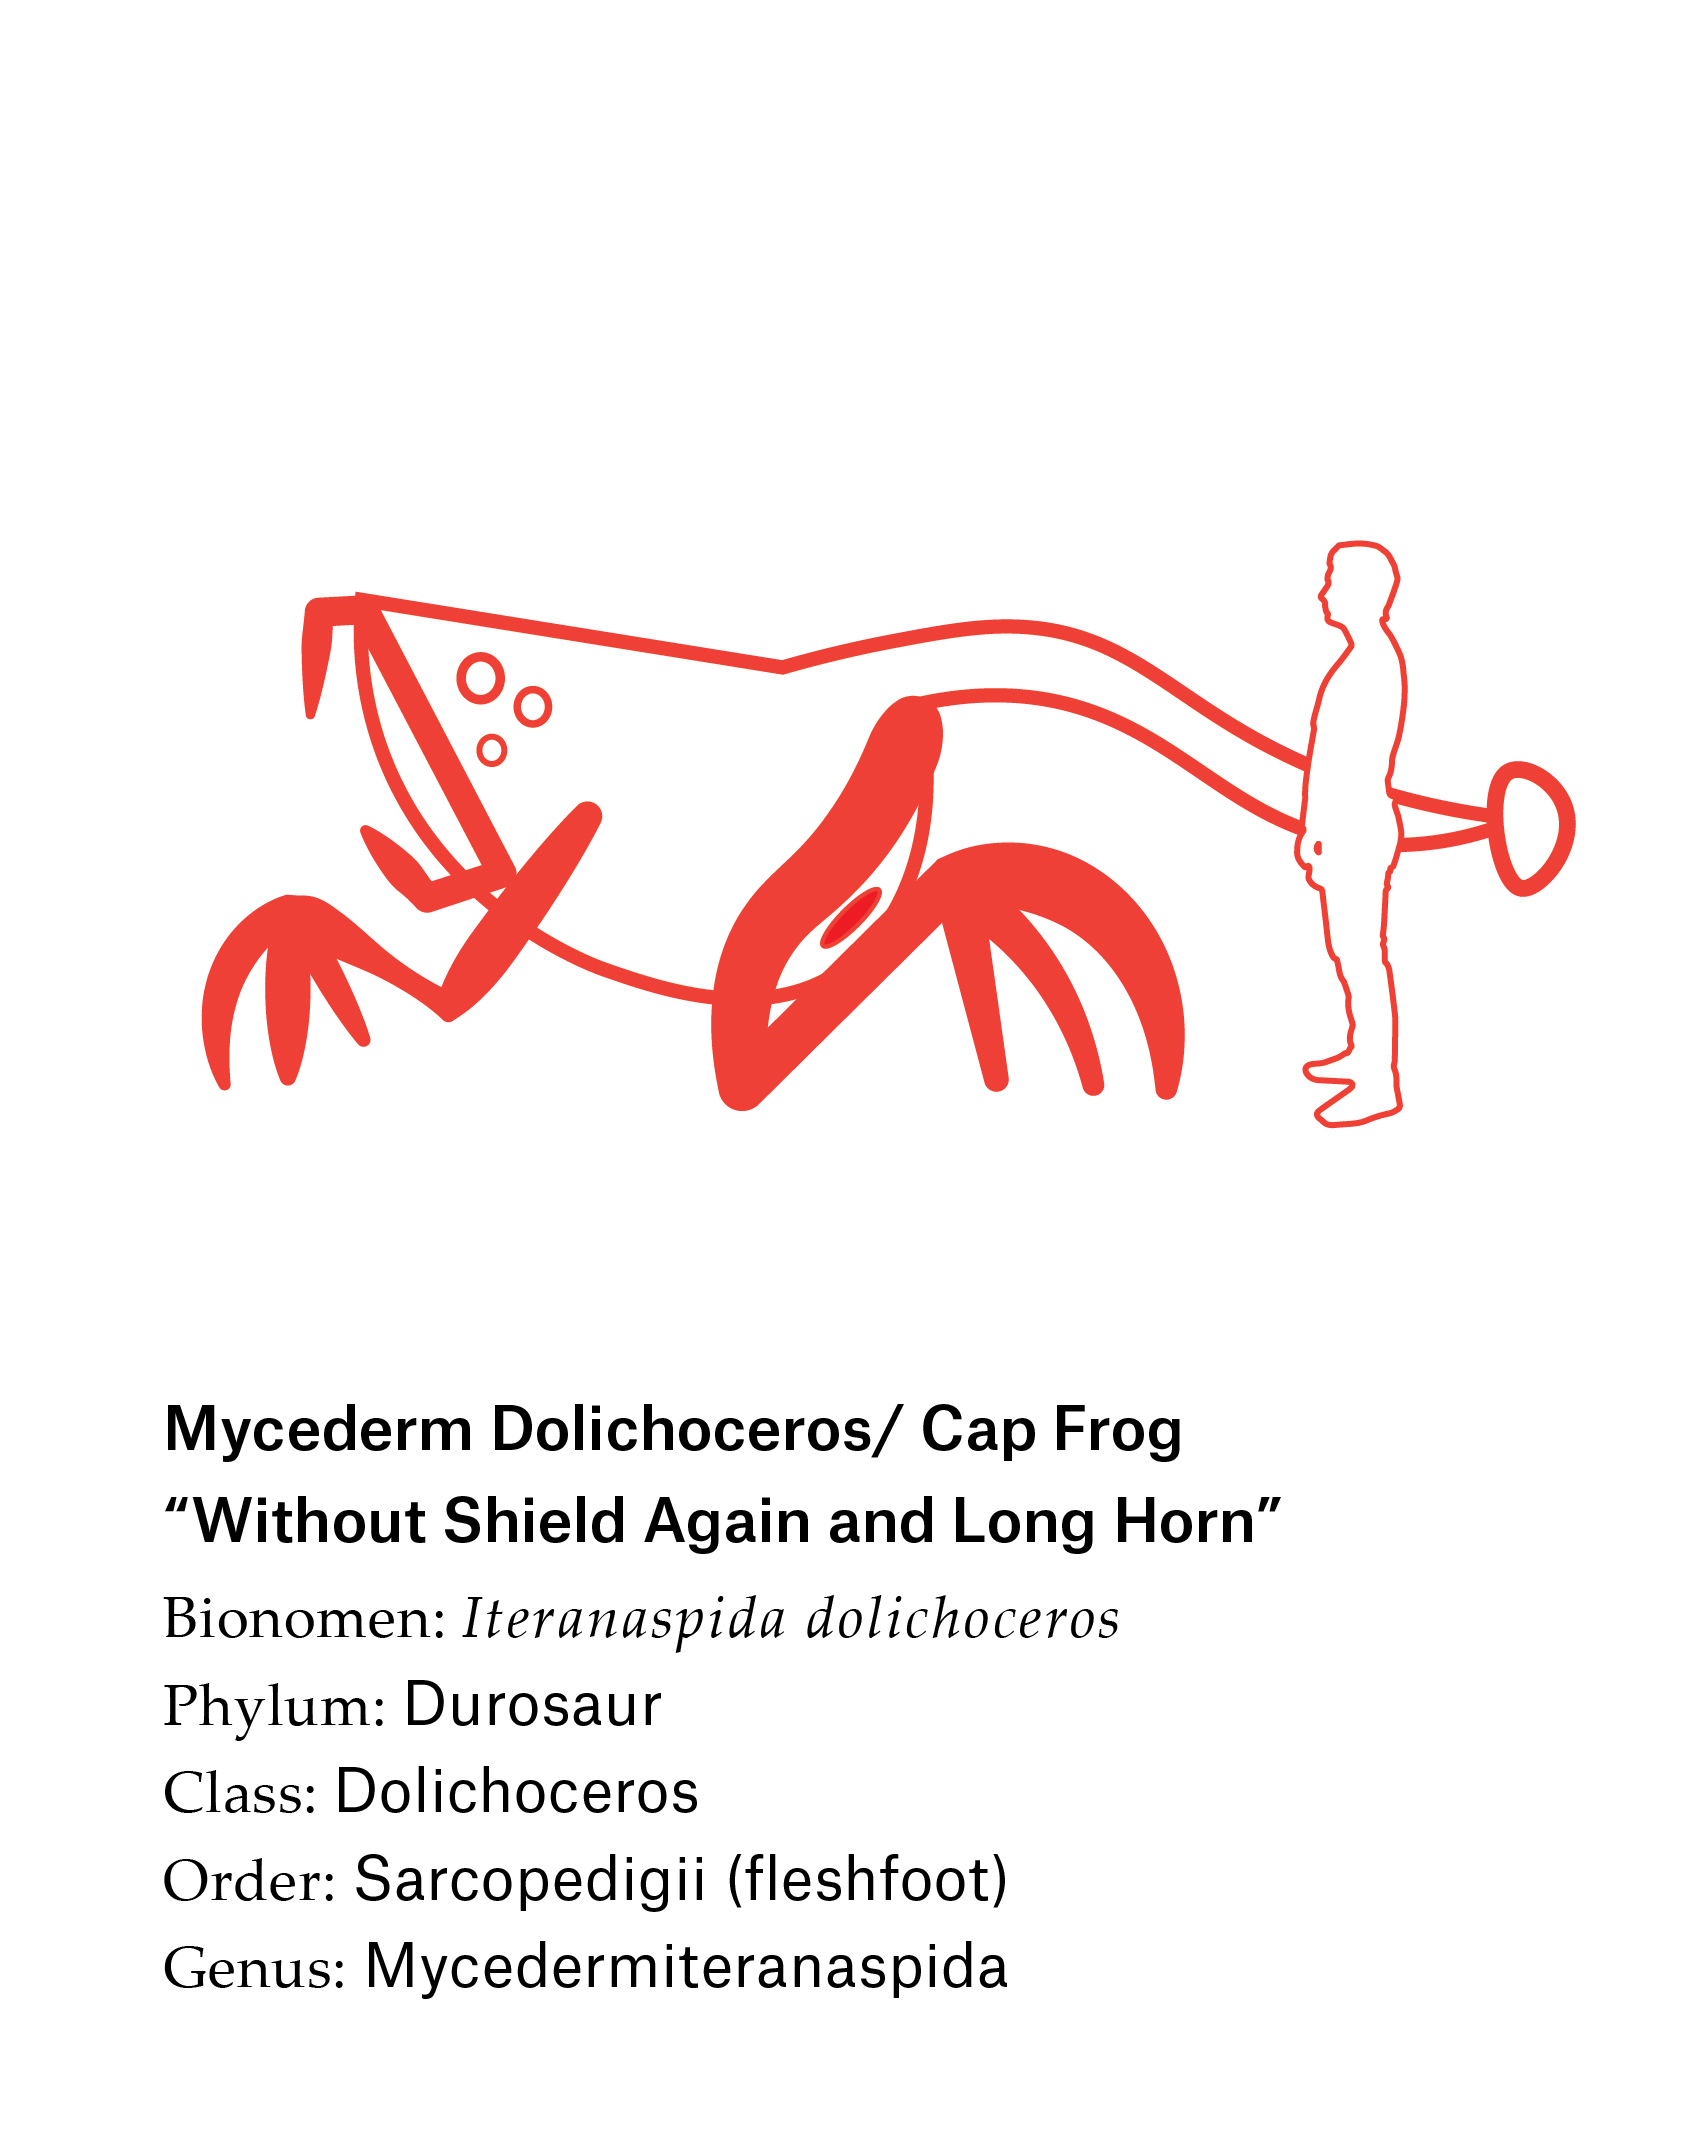 Mycederm Dolichoceros/ Cap Frog
“Without Shield Again and Long Horn”
Bionomen: Iteranaspida dolichoceros
Phylum: Durosaur
Class: Dolichoceros
Order: Sarcopedigii (fleshfoot)
Genus: Mycedermiteranaspida